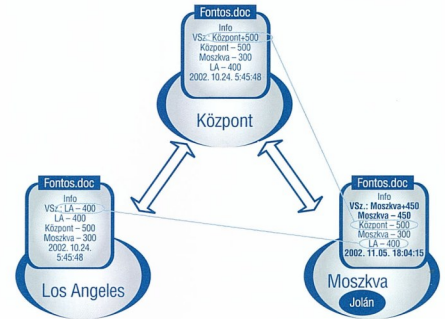 Fontos.doc
Info
VSz.: Központ+500
Központ – 500
Moszkva – 300
LA – 400
2002. 10.24. 5:45:48
Központ
Fontos.doc
Info
VSz.: LA – 400
LA – 400
Központ – 500
Moszkva – 300
2002. 10.24.
5:45:48
Los Angeles
Fontos.doc
Info
VSz.: Moszkva+450
Moszkva – 450
Központ – 500
Moszkva – 300
LA – 400
2002. 11.05. 18:04:15
Moszkva
Jolán